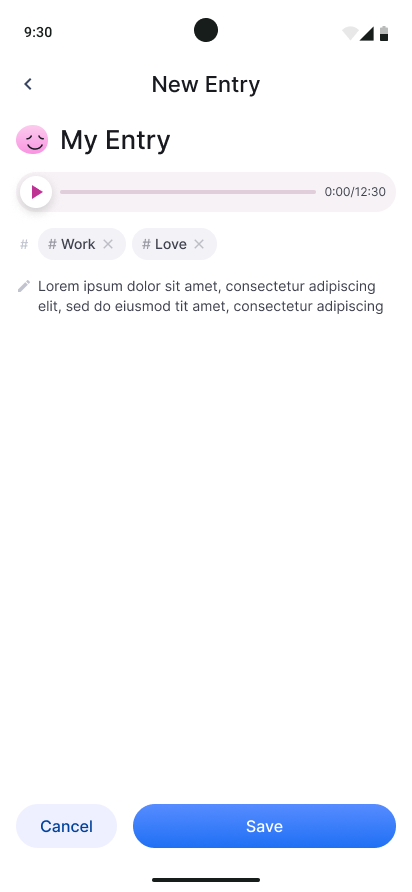 9:30
New Entry
My Entry
0:00/12:30
# # Work # Love
Lorem ipsum dolor sit amet, consectetur adipiscing
elit, sed do eiusmod tit amet, consectetur adipiscing
Cancel Save